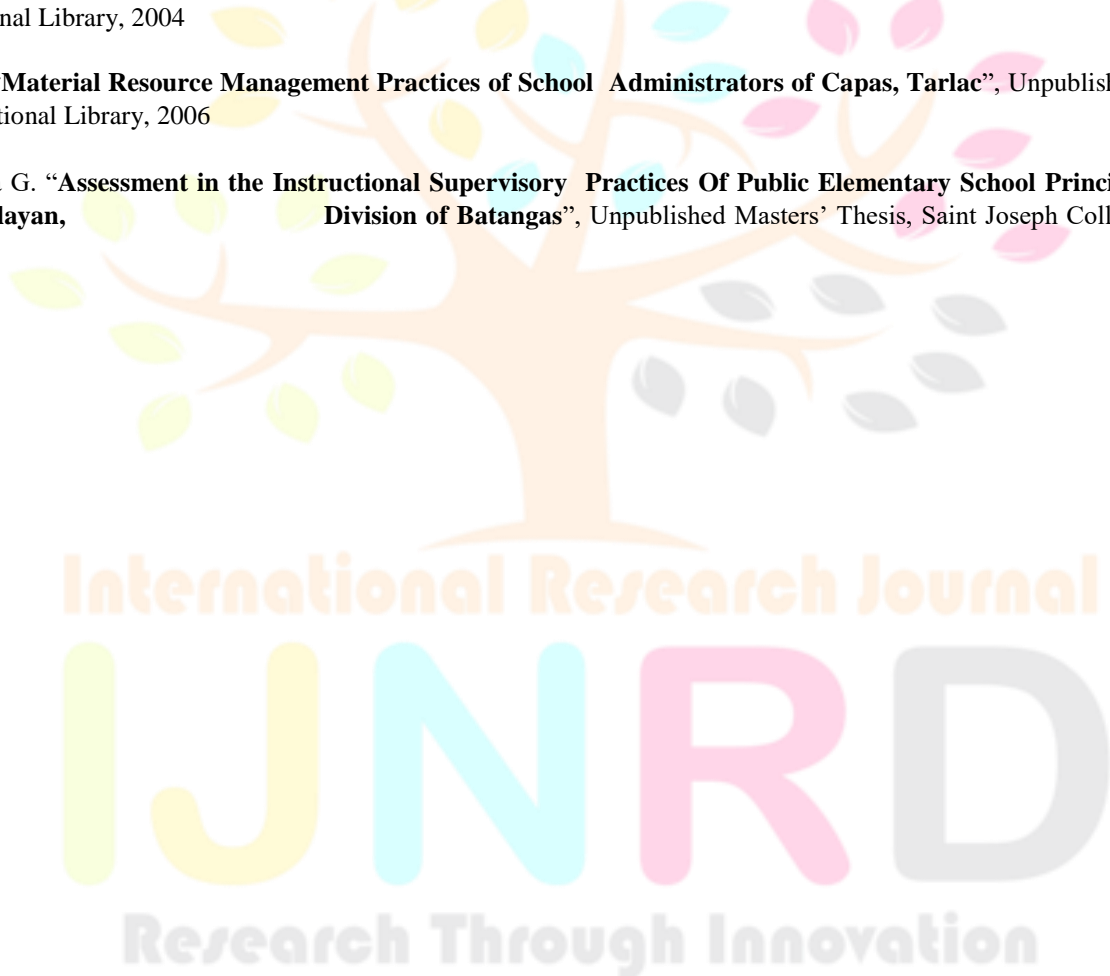 nal Library, 2004
“Material Resource Management Practices of School Administrators of Capas, Tarlac”, Unpublish
tional Library, 2006
G. “Assessment in the Instructional Supervisory Practices Of Public Elementary School Princi
layan, Division of Batangas”, Unpublished Masters’ Thesis, Saint Joseph Coll
International Research Journal
IJNRD
Research Through Innovation